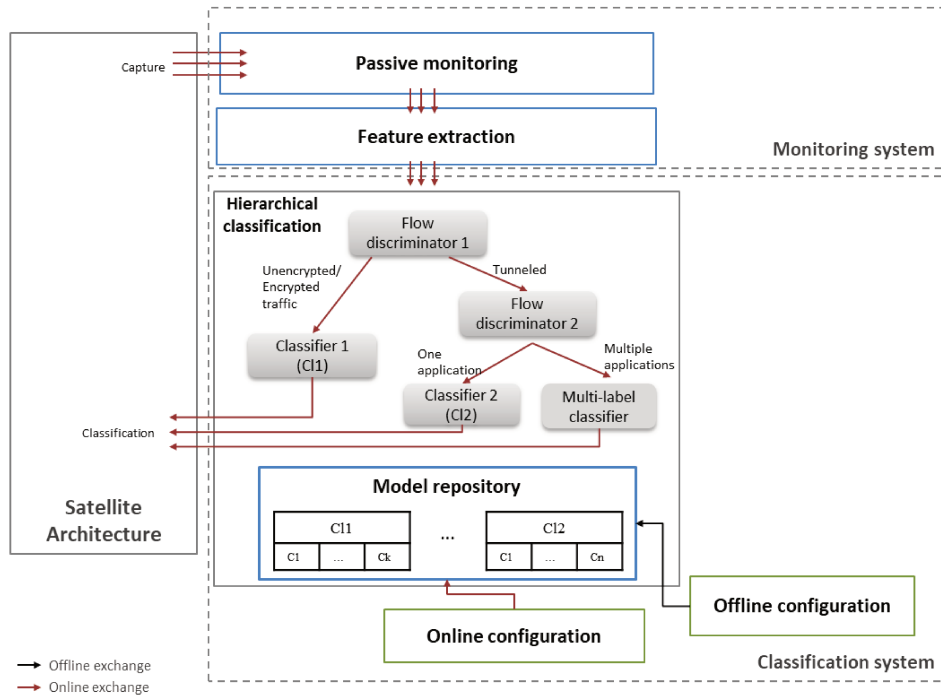 Capture
Passive monitoring
Feature extraction
Monitoring system
Hierarchical
classification
Flow
discriminator 1
Unencrypted/
Encrypted
traffic
Tunneled
Flow
discriminator 2
Classifier 1
(Cl1)
One
application
Multiple
applications
Classifier 2
(Cl2)
Multi-label
classifier
Classification
Satellite
Architecture
Model repository
Cl1
C1 ... Ck
...
Cl2
C1 ... Cn
Offline configuration
Online configuration
Classification system
Offline exchange
Online exchange